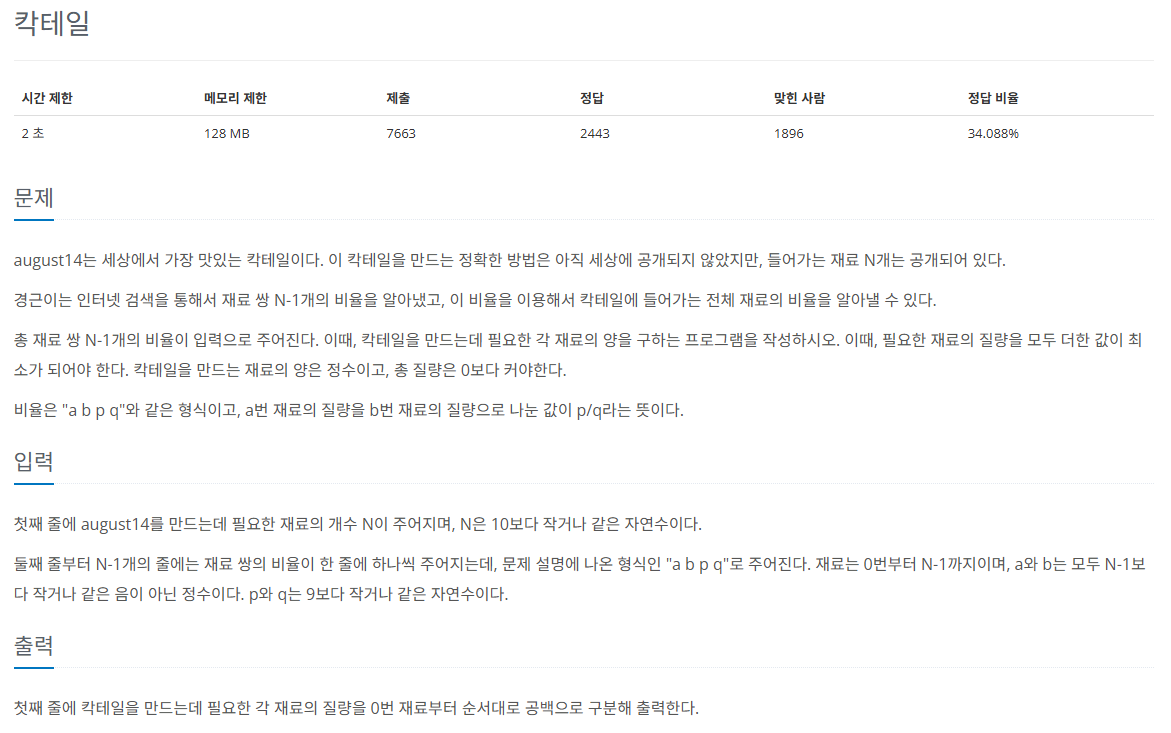 칵테일
시간 제한 메모리 제한 제출 정답 맞힌 사람 정답 비율
2 초 128 MB 7663 2443 1896 34.088%
문제
august14는 세상에서 가장 맛있는 칵테일이다. 이 칵테일을 만드는 정확한 방법은 아직 세상에 공개되지 않았지만, 들어가는 재료 N개는 공개되어 있다.
경근이는 인터넷 검색을 통해서 재료 쌍 N-1개의 비율을 알아냈고, 이 비율을 이용해서 칵테일에 들어가는 전체 재료의 비율을 알아낼 수 있다.
총 재료 쌍 N-1개의 비율이 입력으로 주어진다. 이때, 칵테일을 만드는데 필요한 각 재료의 양을 구하는 프로그램을 작성하시오. 이때, 필요한 재료의 질량을 모두 더한 값이 최
소가 되어야 한다. 칵테일을 만드는 재료의 양은 정수이고, 총 질량은 0보다 커야한다.
비율은 "a b p q"와 같은 형식이고, a번 재료의 질량을 b번 재료의 질량으로 나눈 값이 p/q라는 뜻이다.
입력
첫째 줄에 august14를 만드는데 필요한 재료의 개수 N이 주어지며, N은 10보다 작거나 같은 자연수이다.
둘째 줄부터 N-1개의 줄에는 재료 쌍의 비율이 한 줄에 하나씩 주어지는데, 문제 설명에 나온 형식인 "a b p q"로 주어진다. 재료는 0번부터 N-1까지이며, a와 b는 모두 N-1보
다 작거나 같은 음이 아닌 정수이다. p와 q는 9보다 작거나 같은 자연수이다.
출력
첫째 줄에 칵테일을 만드는데 필요한 각 재료의 질량을 0번 재료부터 순서대로 공백으로 구분해 출력한다.